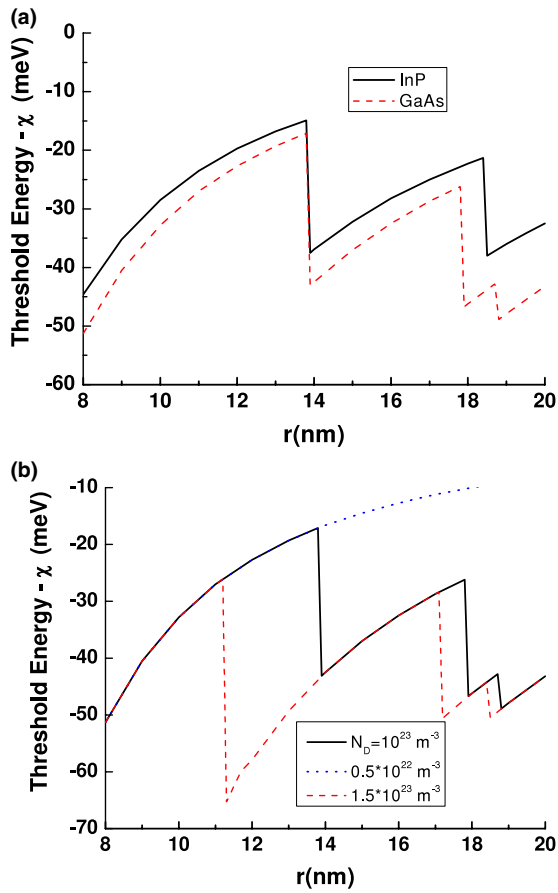 (a)
0
-10
-20
-30
-40
-50
-60
Threshold Energy - χ (meV)
InP
GaAs
8 10 12 14 16 18 20
r(nm)
(b)
-10
-20
-30
-40
-50
-60
-70
Threshold Energy - χ (meV)
N_D=10^23 m^-3
0.5*10^22 m^-3
1.5*10^23 m^-3
8 10 12 14 16 18 20
r(nm)